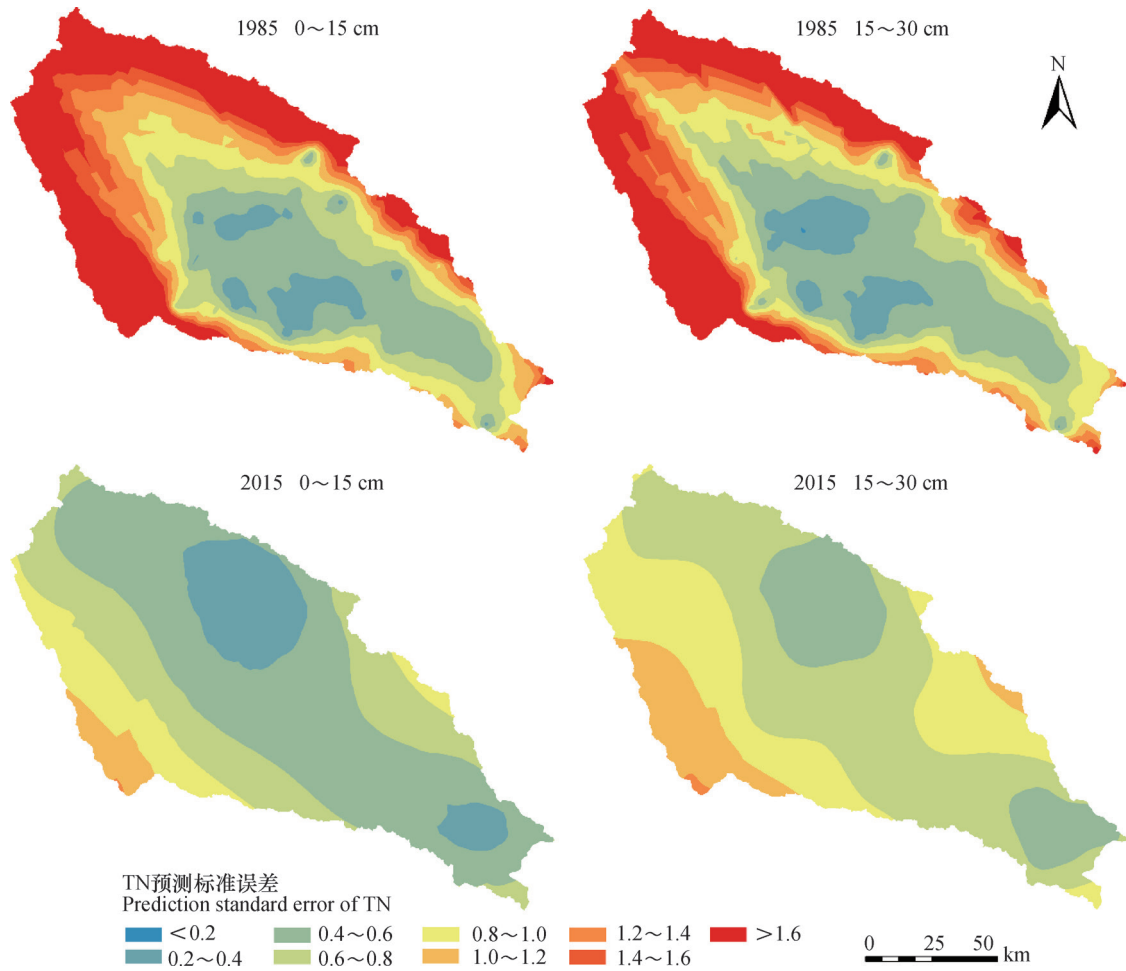 1985 0～15 cm
1985 15～30 cm
N
2015 0～15 cm
2015 15～30 cm
TN预测标准误差
Prediction standard error of TN
＜0.2
0.4～0.6
0.8～1.0
1.2～1.4
＞1.6
0.2～0.4
0.6～0.8
1.0～1.2
1.4～1.6
0 25 50 km